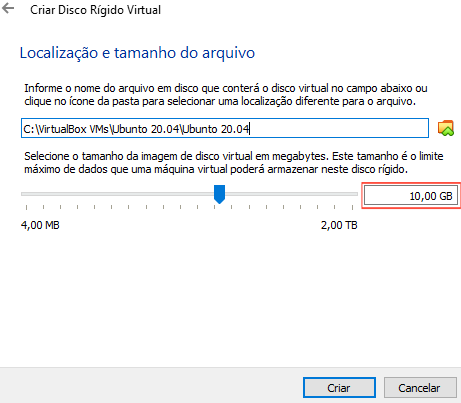 Criar Disco Rígido Virtual
Localização e tamanho do arquivo
Informe o nome do arquivo em disco que conterá o disco virtual no campo abaixo ou
clique no ícone da pasta para selecionar uma localização diferente para o arquivo.
C:\VirtualBox VMs\Ubunto 20.04\Ubunto 20.04
Selecione o tamanho da imagem de disco virtual em megabytes. Este tamanho é o limite
máximo de dados que uma máquina virtual poderá armazenar neste disco rígido.
10,00 GB
4,00 MB 2,00 TB
Criar Cancelar